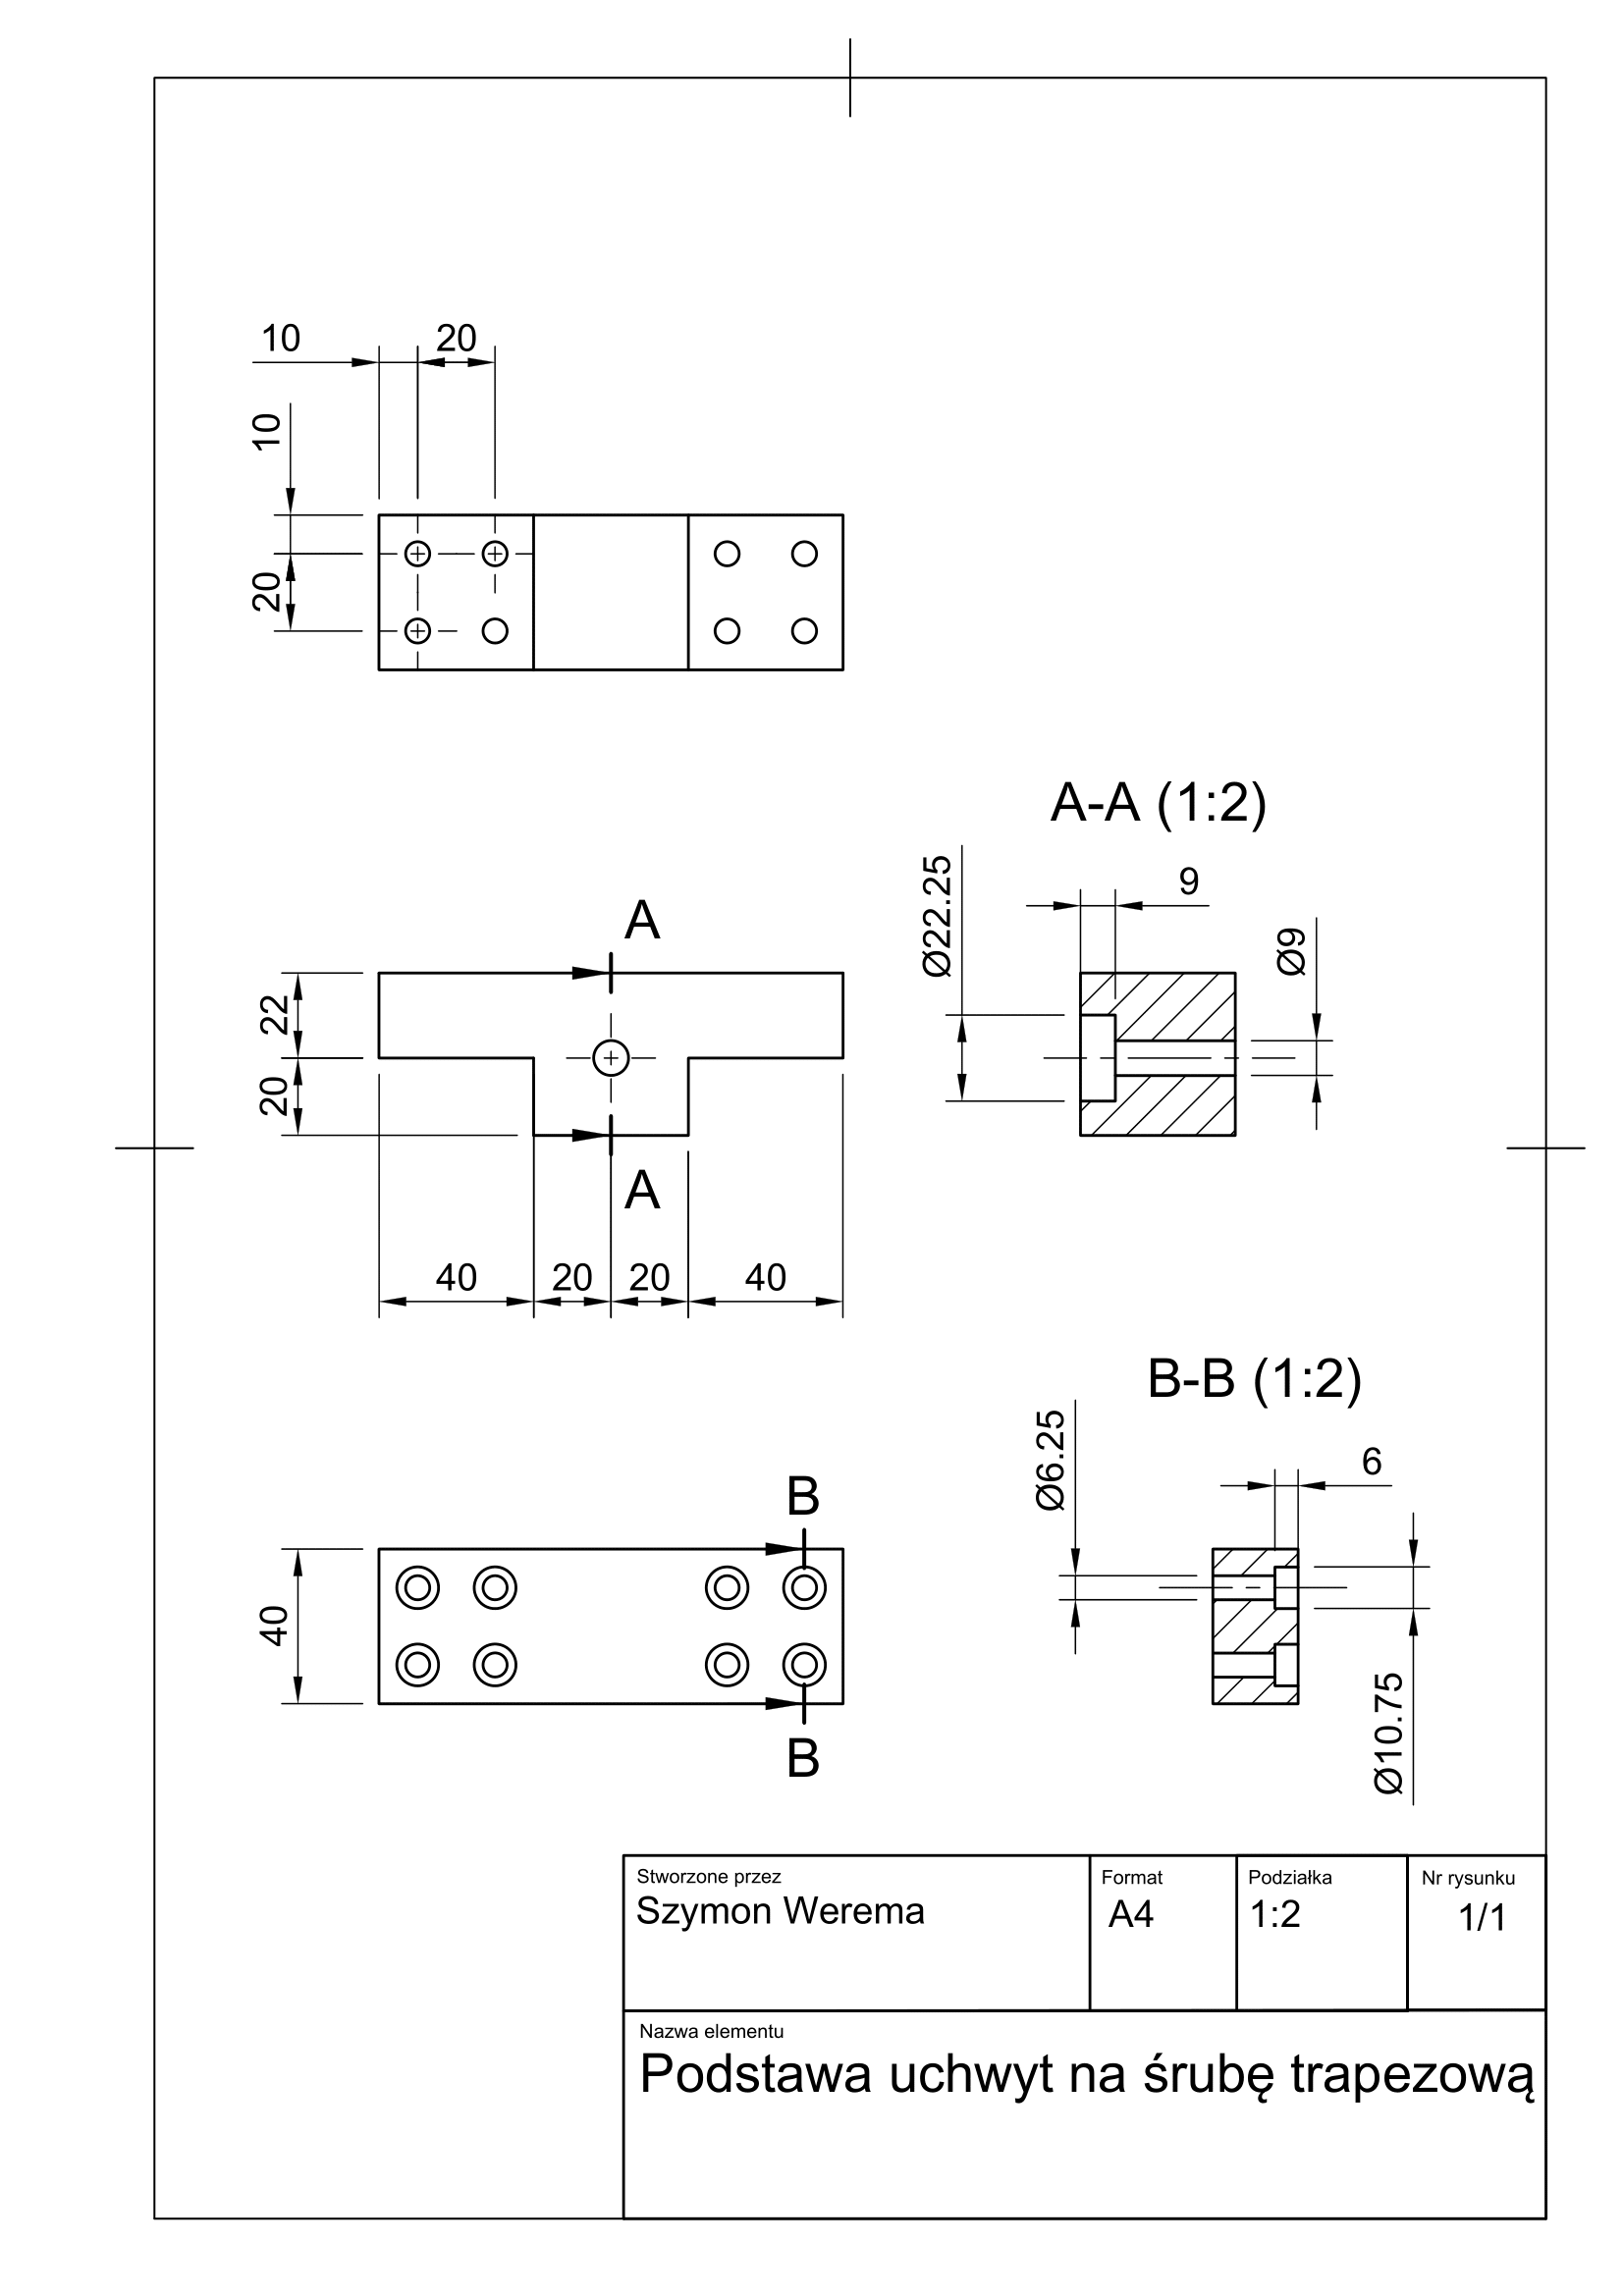 10
20
10
20
A-A (1:2)
Ø22.25
9
Ø9
A
22
20
A
40
20
20
40
B-B (1:2)
Ø6.25
6
B
40
Ø10.75
B
Stworzone przez
Szymon Werema
Format
A4
Podziałka
1:2
Nr rysunku
1/1
Nazwa elementu
Podstawa uchwyt na śrubę trapezową